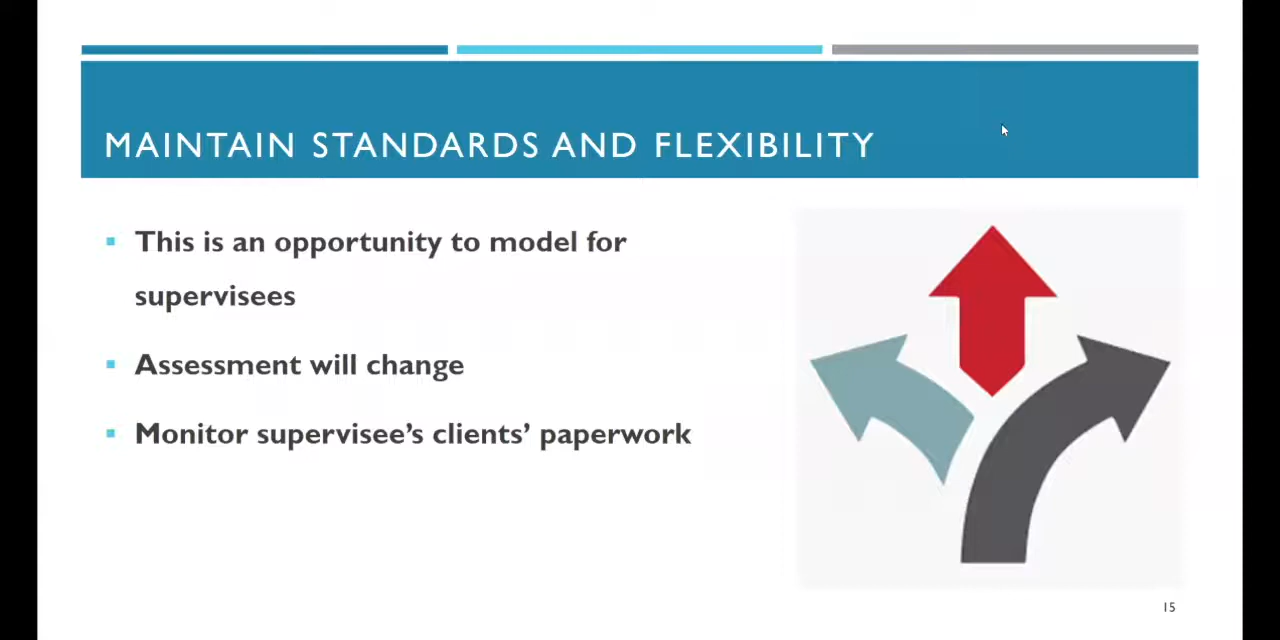 MAINTAIN STANDARDS AND FLEXIBILITY
▪ This is an opportunity to model for
supervisees
▪ Assessment will change
▪ Monitor supervisee’s clients’ paperwork
15